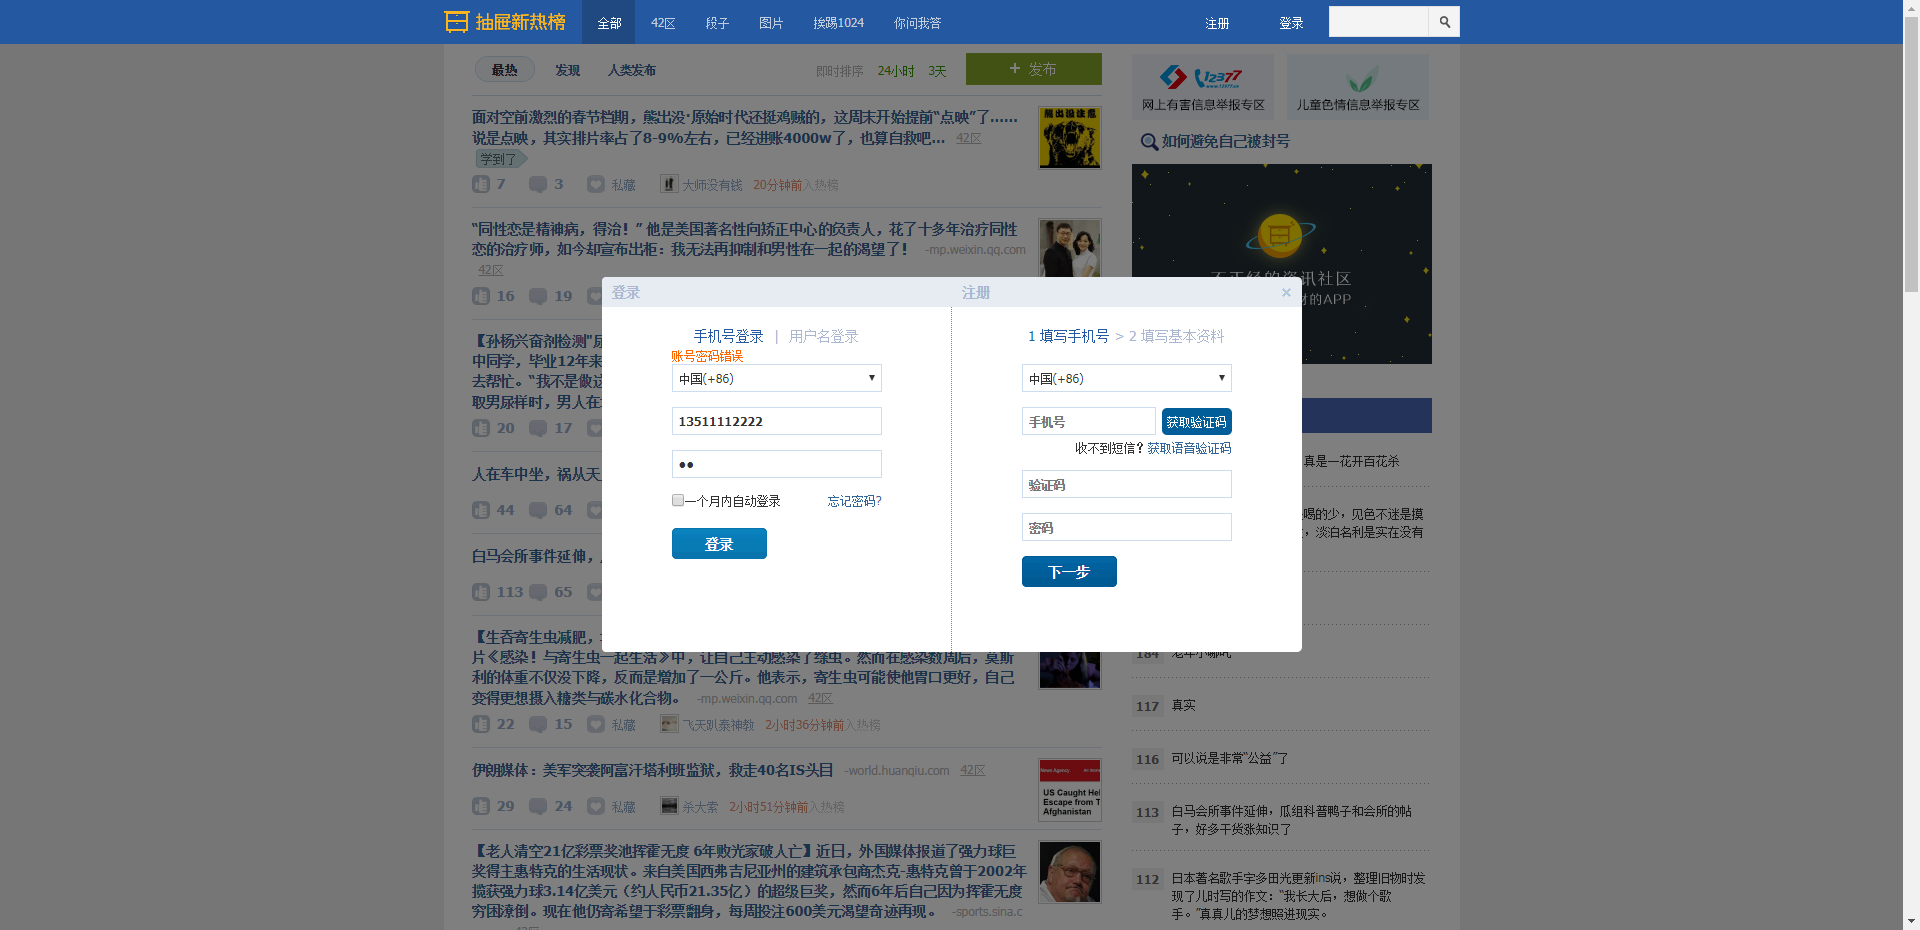 抽屉新热榜 全部 42区 段子 图片 挨踢1024 你问我答 注册 登录
最热 发现 人类发布 即时排序 24小时 3天 + 发布
面对空前激烈的春节档期，熊出没·原始时代还挺鸡贼的，这周末开始提前“点映”了……
说是点映，其实排片率占了8-9%左右，已经进账4000w了，也算自救吧... 42区
学到了
7 3 私藏 大师没有钱 20分钟前入热榜
熊出没注意
“同性恋是精神病，得治！” 他是美国著名性向矫正中心的负责人，花了十多年治疗同性
恋的治疗师，如今却宣布出柜：我无法再抑制和男性在一起的渴望了！ -mp.weixin.qq.com
42区
16 19
【孙杨兴奋剂检测"尿
中同学，毕业12年来
去帮忙。“我不是做这
取男尿样时，男人在
20 17
人在车中坐，祸从天
44 64
白马会所事件延伸，
113 65
【生吞寄生虫减肥，
片《感染！与寄生虫一起生活》中，让自己主动感染了绦虫。然而在感染数周后，莫斯
利的体重不仅没下降，反而是增加了一公斤。他表示，寄生虫可能使他胃口更好，自己
变得更想摄入糖类与碳水化合物。 -mp.weixin.qq.com 42区
22 15 私藏 飞天趴泰神教 2小时36分钟前入热榜
伊朗媒体：美军突袭阿富汗塔利班监狱，救走40名IS头目 -world.huanqiu.com 42区
29 24 私藏 杀大索 2小时51分钟前入热榜
US Caught Hel
Escape from T
Afghanistan
【老人清空21亿彩票奖池挥霍无度 6年败光家破人亡】近日，外国媒体报道了强力球巨
奖得主惠特克的生活现状。来自美国西弗吉尼亚州的建筑承包商杰克-惠特克曾于2002年
揽获强力球3.14亿美元（约人民币21.35亿）的超级巨奖，然而6年后自己因为挥霍无度
穷困潦倒。现在他仍寄希望于彩票翻身，每周投注600美元渴望奇迹再现。 -sports.sina.c
42区
登录
手机号登录 | 用户名登录
账号密码错误
中国(+86)
13511112222
●●
一个月内自动登录 忘记密码?
登录
注册 ×
1 填写手机号 > 2 填写基本资料
中国(+86)
手机号 获取验证码
收不到短信？获取语音验证码
验证码
密码
下一步
12377
网上有害信息举报专区 儿童色情信息举报专区
如何避免自己被封号
资讯社区
材的APP
真是一花开百花杀
喝的少，见色不迷是摸
，淡泊名利是实在没有
184
117 真实
116 可以说是非常“公益”了
113 白马会所事件延伸，瓜组科普鸭子和会所的帖
子，好多干货涨知识了
112 日本著名歌手宇多田光更新ins说，整理旧物时发
现了儿时写的作文：“我长大后，想做个歌
手。”真真儿的梦想照进现实。